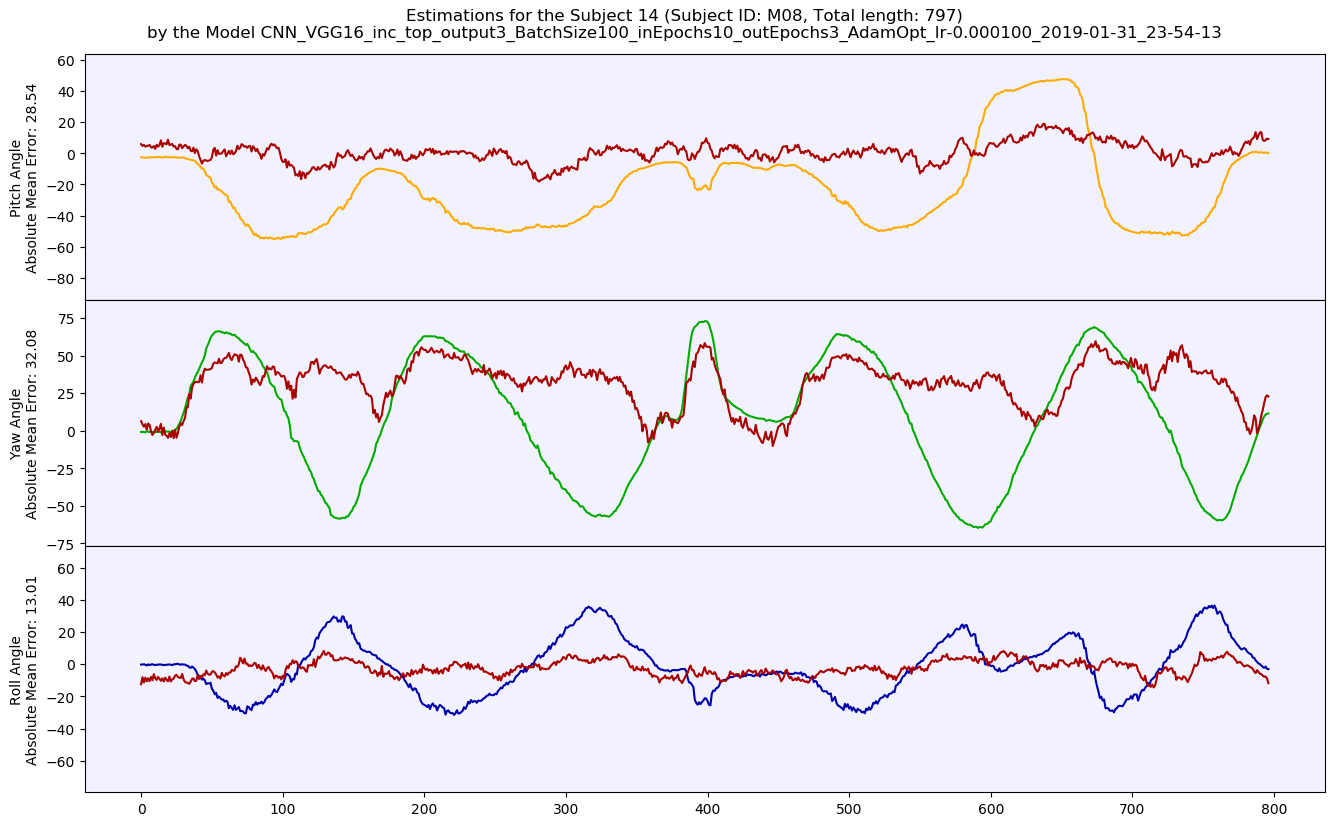 Estimations for the Subject 14 (Subject ID: M08, Total length: 797)
by the Model CNN_VGG16_inc_top_output3_BatchSize100_inEpochs10_outEpochs3_AdamOpt_lr-0.000100_2019-01-31_23-54-13
Pitch Angle
Absolute Mean Error: 28.54
60
40
20
0
−20
−40
−60
−80
Yaw Angle
Absolute Mean Error: 32.08
75
50
25
0
−25
−50
−75
Roll Angle
Absolute Mean Error: 13.01
60
40
20
0
−20
−40
−60
0 100 200 300 400 500 600 700 800